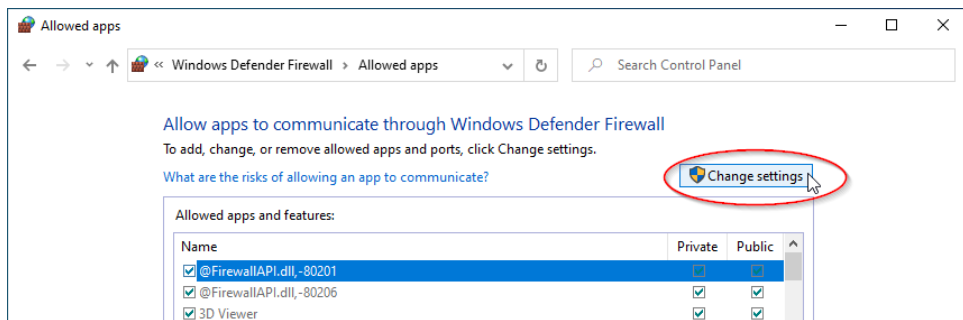 Allowed apps
« Windows Defender Firewall › Allowed apps
Search Control Panel
Allow apps to communicate through Windows Defender Firewall
To add, change, or remove allowed apps and ports, click Change settings.
What are the risks of allowing an app to communicate?
Change settings
Allowed apps and features:
Name Private Public
@FirewallAPI.dll,-80201
@FirewallAPI.dll,-80206
3D Viewer